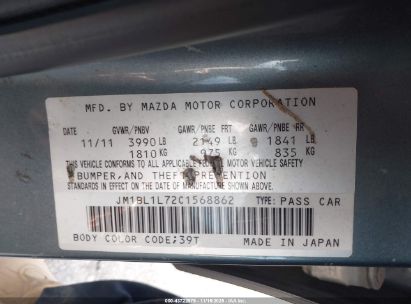 MFD. BY MAZDA MOTOR CORPORATION
DATE GVWR/PNBV GAWR/PNBE FRT GAWR/PNBE RR
11/11 3990 LB 2149 LB 1841 LB
1810 KG 975 KG 835 KG
THIS VEHICLE CONFORMS TO ALL APPLICABLE FEDERAL MOTOR VEHICLE SAFETY
BUMPER, AND THEFT PREVENTION
STANDARDS IN EFFECT ON THE DATE OF MANUFACTURE SHOWN ABOVE.
JM1BL1L72C1568862 TYPE: PASS CAR
BODY COLOR CODE;39T MADE IN JAPAN